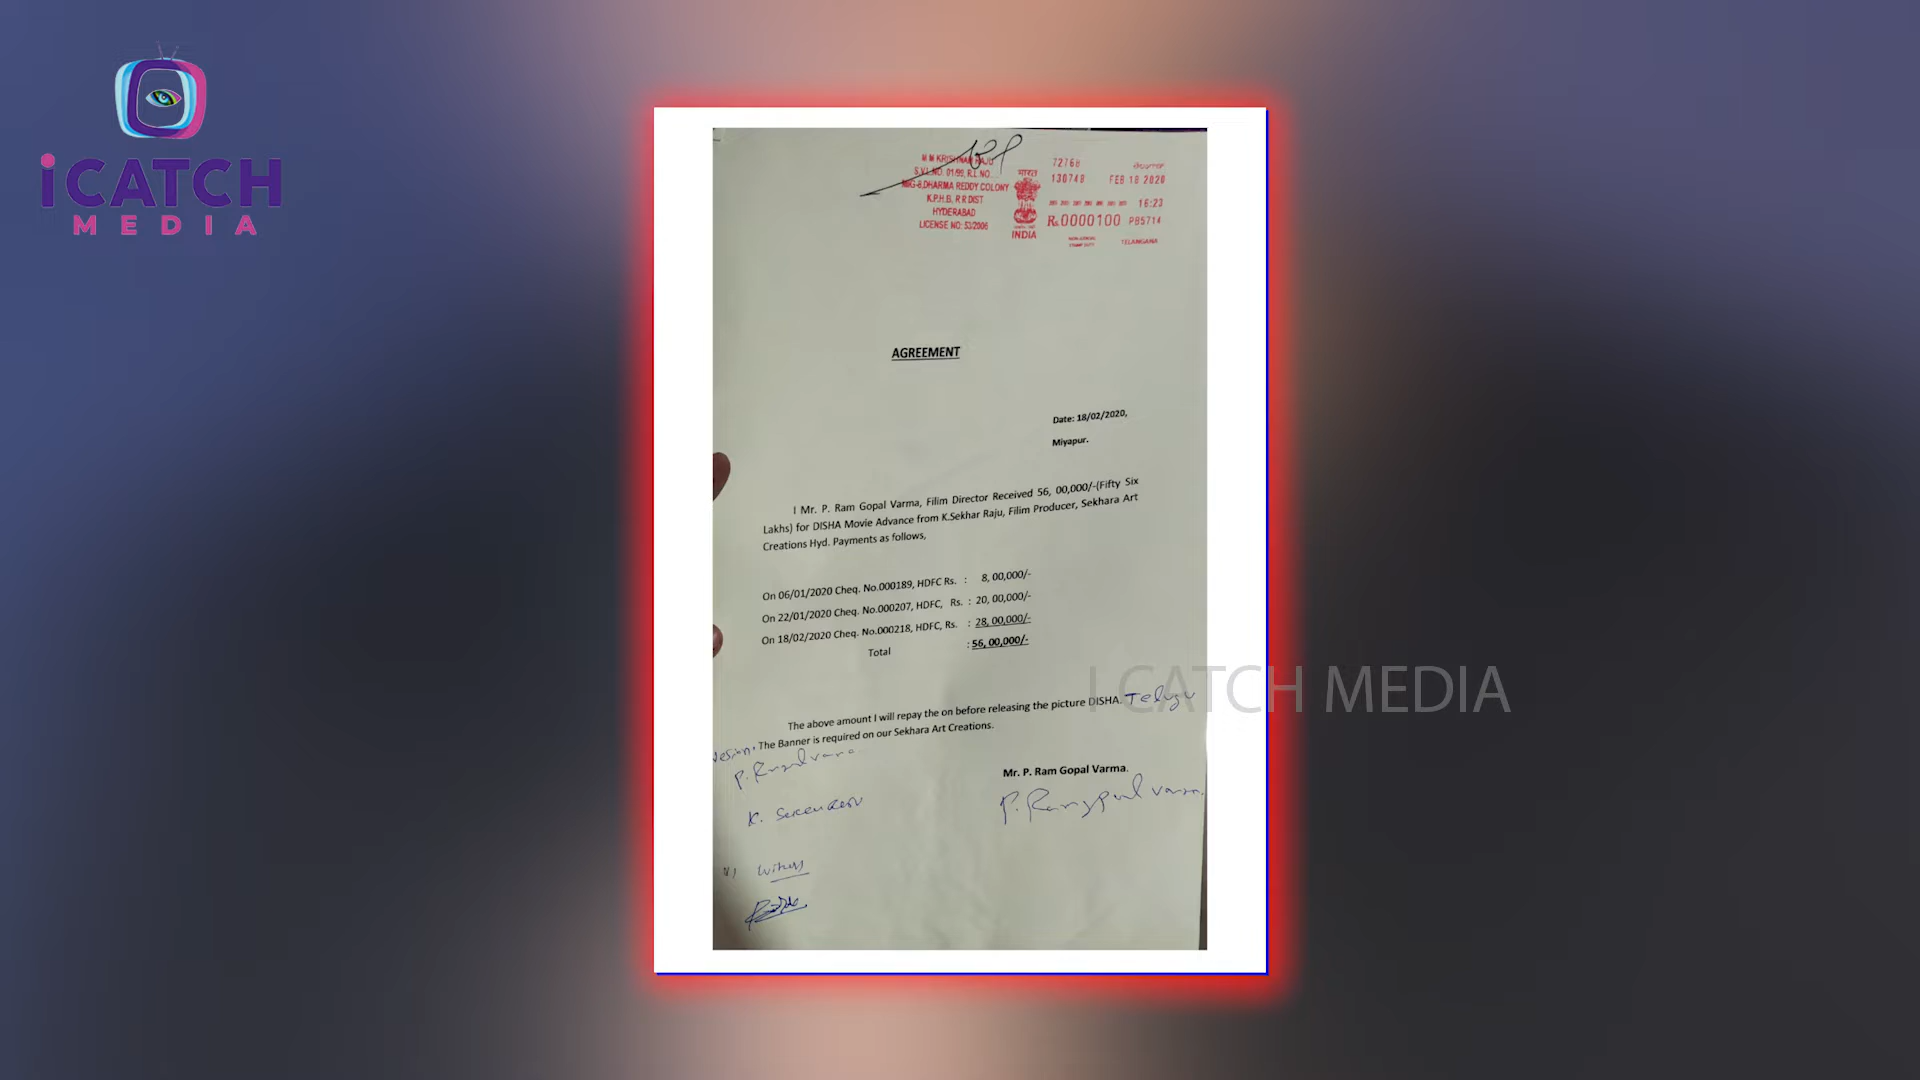 iCATCH
MEDIA
M M KRISHNAM RAJU
S.V.L.NO. 01/99, R.L.NO....
MIG-8,DHARMA REDDY COLONY
K.P.H.B, R R DIST
HYDERABAD
LICENSE NO: 53/2006
भारत
INDIA
72768
130748 FEB 18 2020
16:23
Rs.0000100 PB5714
TELANGANA
AGREEMENT
Date: 18/02/2020,
Miyapur.
I Mr. P. Ram Gopal Varma, Filim Director Received 56, 00,000/-(Fifty Six
Lakhs) for DISHA Movie Advance from K.Sekhar Raju, Filim Producer, Sekhara Art
Creations Hyd. Payments as follows,
On 06/01/2020 Cheq. No.000189, HDFC Rs. : 8, 00,000/-
On 22/01/2020 Cheq. No.000207, HDFC, Rs. : 20, 00,000/-
On 18/02/2020 Cheq. No.000218, HDFC, Rs. : 28, 00,000/-
Total : 56, 00,000/-
The above amount I will repay the on before releasing the picture DISHA. Telugu
The Banner is required on our Sekhara Art Creations.
Mr. P. Ram Gopal Varma.
P. Ramgopal varma
I CATCH MEDIA